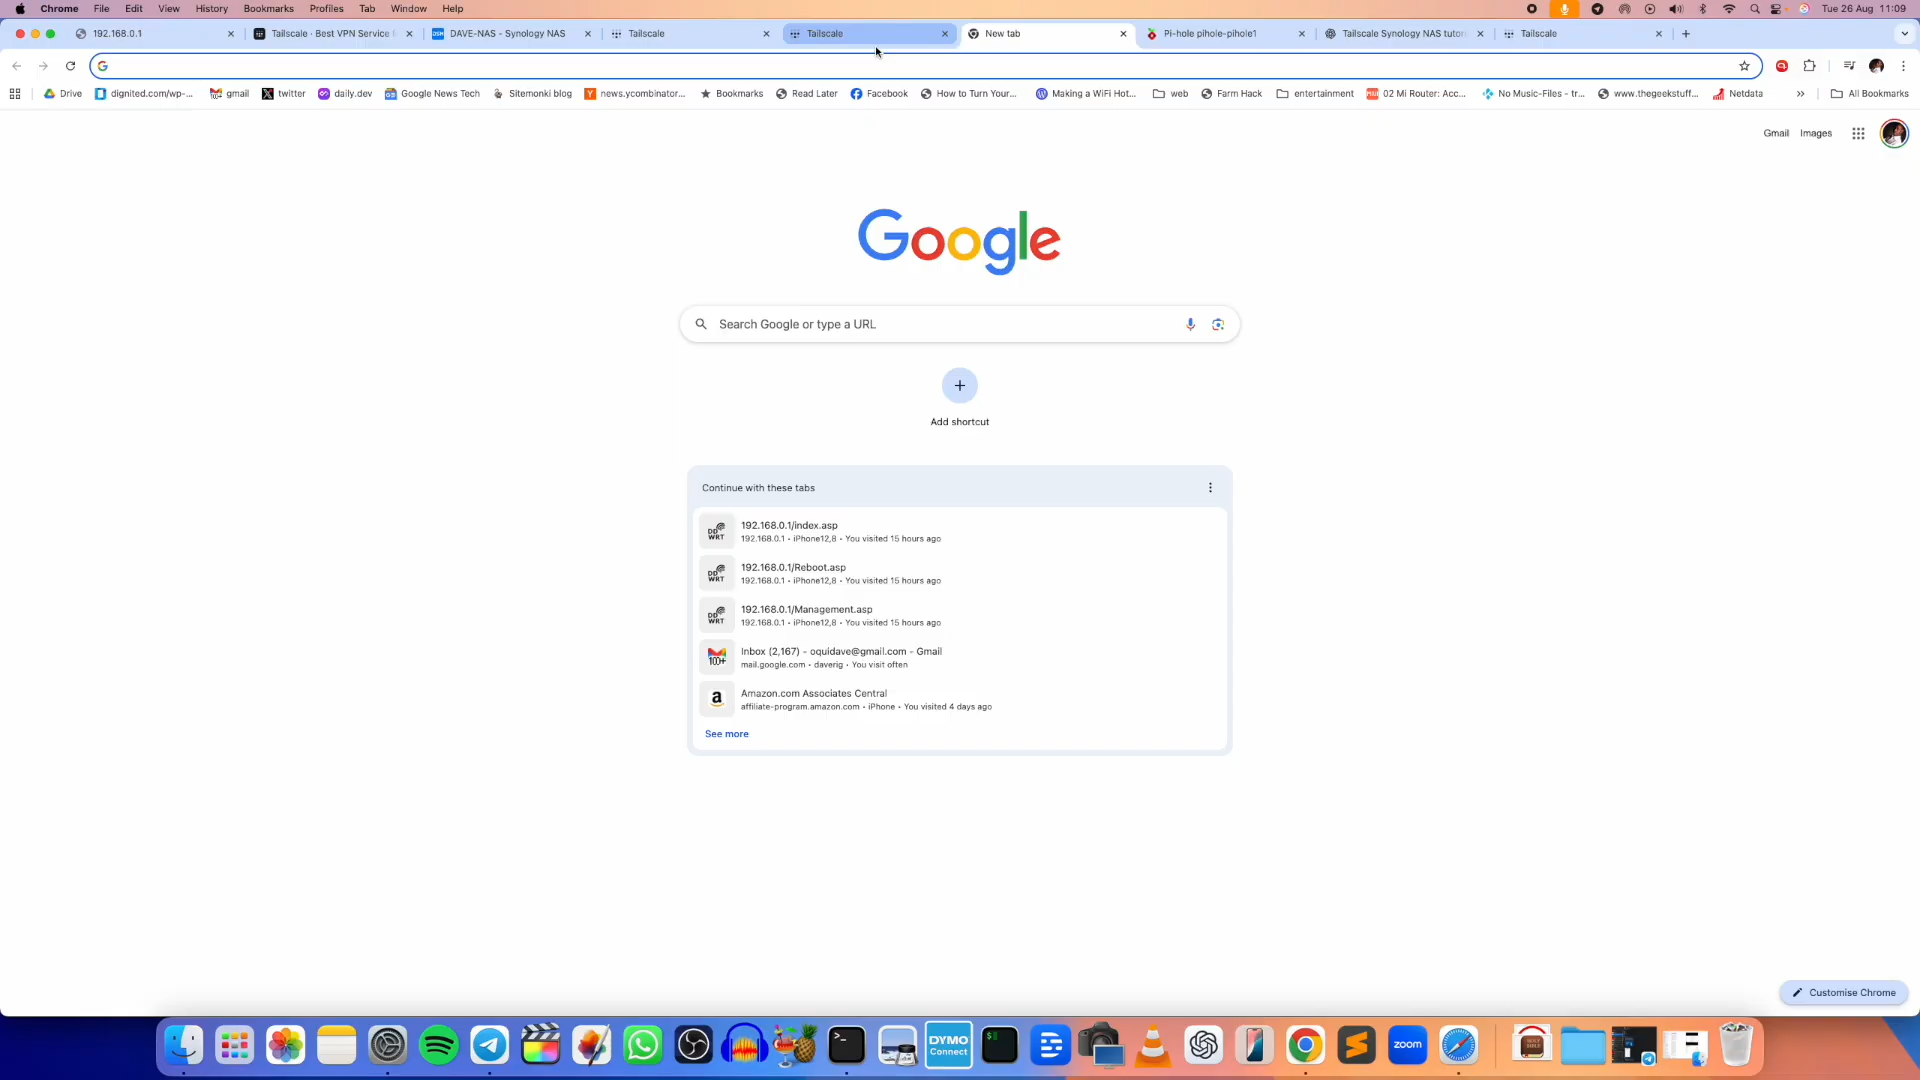 Chrome File Edit View History Bookmarks Profiles Tab Window Help Tue 26 Aug 11:09
192.168.0.1 Tailscale · Best VPN Service DSM DAVE-NAS - Synology NAS Tailscale Tailscale New tab Pi-hole pihole-pihole1 Tailscale Synology NAS tutor Tailscale
Drive dignited.com/wp-... gmail twitter daily.dev Google News Tech Sitemonki blog news.ycombinator... Bookmarks Read Later Facebook How to Turn Your... Making a WiFi Hot... web Farm Hack entertainment 02 Mi Router: Acc... No Music-Files - tr... www.thegeekstuff... Netdata All Bookmarks
Gmail Images
Google
Search Google or type a URL
Add shortcut
Continue with these tabs
192.168.0.1/index.asp
192.168.0.1 • iPhone12,8 • You visited 15 hours ago
192.168.0.1/Reboot.asp
192.168.0.1 • iPhone12,8 • You visited 15 hours ago
192.168.0.1/Management.asp
192.168.0.1 • iPhone12,8 • You visited 15 hours ago
Inbox (2,167) - oquidave@gmail.com - Gmail
mail.google.com • daverig • You visit often
Amazon.com Associates Central
affiliate-program.amazon.com • iPhone • You visited 4 days ago
See more
Customise Chrome
DYMO
Connect
zoom